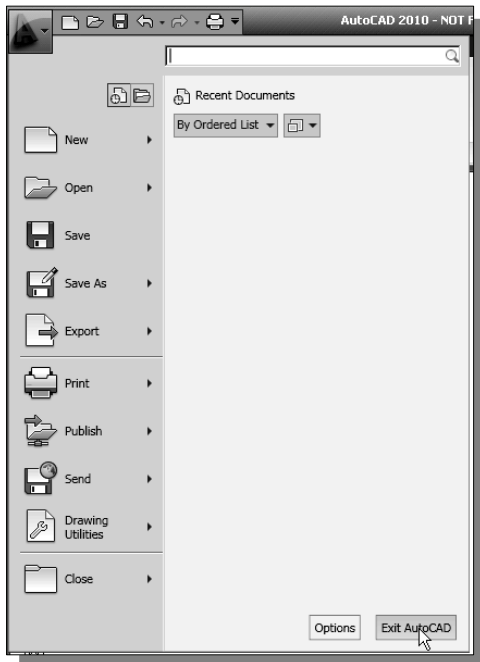 AutoCAD 2010 - NOT F
Recent Documents
By Ordered List
New
Open
Save
Save As
Export
Print
Publish
Send
Drawing
Utilities
Close
Options
Exit AutoCAD